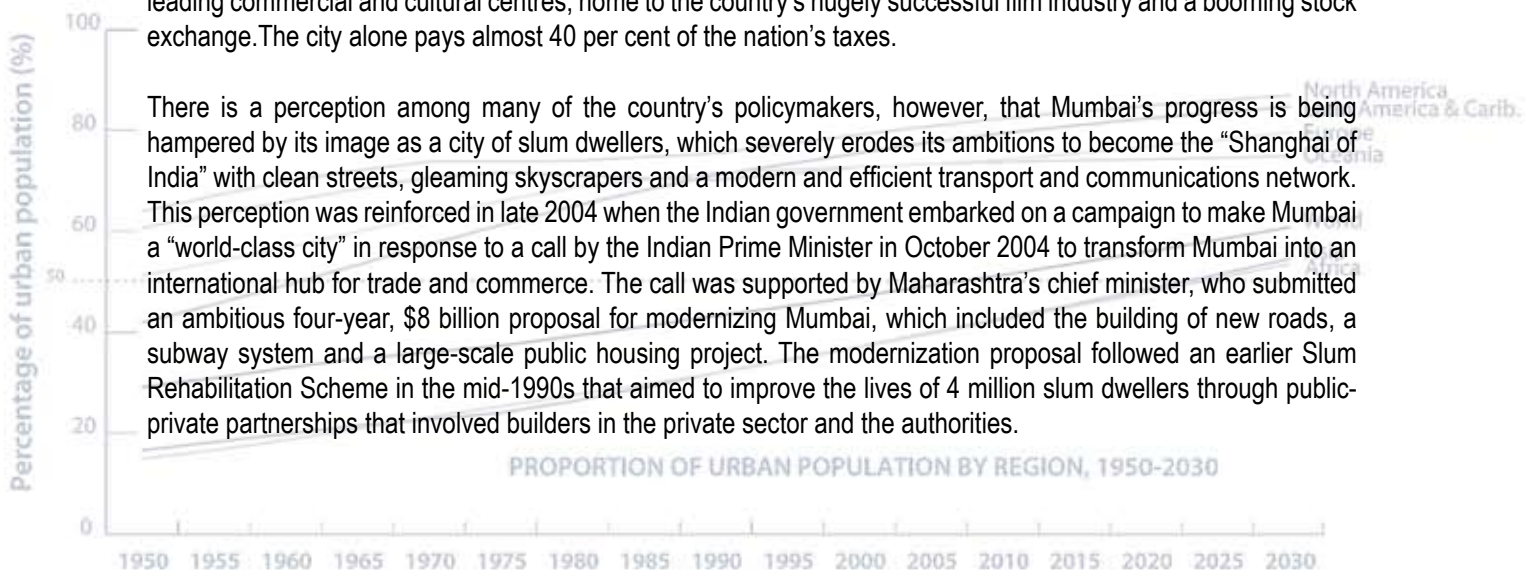 leading commercial and cultural centres, home to the country's hugely successful film industry and a booming stock
exchange.The city alone pays almost 40 per cent of the nation's taxes.
There is a perception among many of the country's policymakers, however, that Mumbai's progress is being
hampered by its image as a city of slum dwellers, which severely erodes its ambitions to become the “Shanghai of
India” with clean streets, gleaming skyscrapers and a modern and efficient transport and communications network.
This perception was reinforced in late 2004 when the Indian government embarked on a campaign to make Mumbai
a “world-class city” in response to a call by the Indian Prime Minister in October 2004 to transform Mumbai into an
international hub for trade and commerce. The call was supported by Maharashtra's chief minister, who submitted
an ambitious four-year, $8 billion proposal for modernizing Mumbai, which included the building of new roads, a
subway system and a large-scale public housing project. The modernization proposal followed an earlier Slum
Rehabilitation Scheme in the mid-1990s that aimed to improve the lives of 4 million slum dwellers through public-
private partnerships that involved builders in the private sector and the authorities.
Percentage of urban population (%)
100
80
60
50
40
20
0
North America
America & Carib.
Europe
Oceania
World
Africa
PROPORTION OF URBAN POPULATION BY REGION, 1950-2030
1950 1955 1960 1965 1970 1975 1980 1985 1990 1995 2000 2005 2010 2015 2020 2025 2030